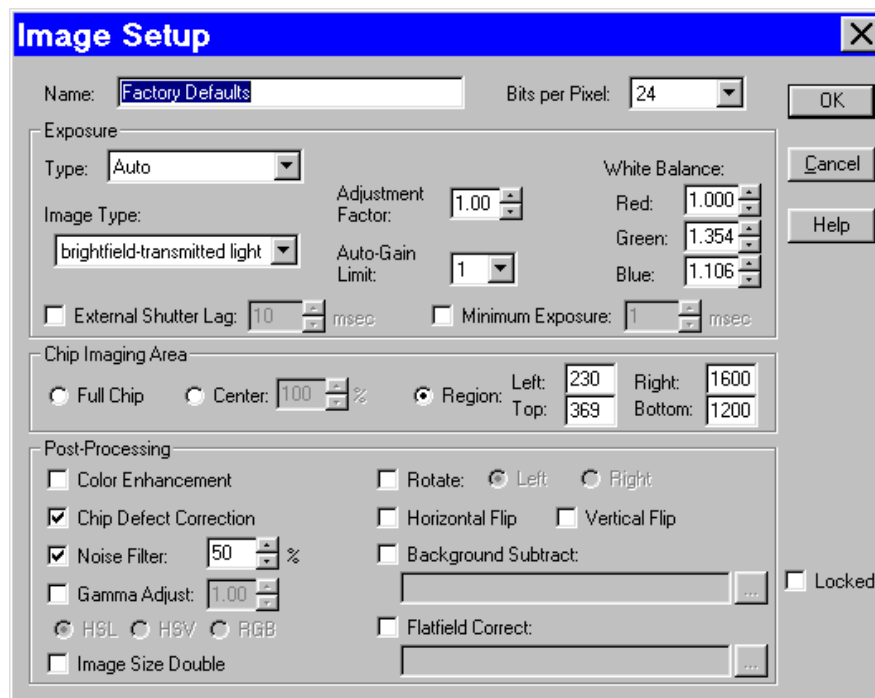 Image Setup
Name: Factory Defaults Bits per Pixel: 24 OK
Exposure
Type: Auto White Balance: Cancel
Adjustment Factor: 1.00 Red: 1.000
Image Type: Green: 1.354 Help
brightfield-transmitted light Auto-Gain Limit: 1 Blue: 1.106
External Shutter Lag: 10 msec Minimum Exposure: 1 msec
Chip Imaging Area
Full Chip Center: 100 % Region: Left: 230 Right: 1600
Top: 369 Bottom: 1200
Post-Processing
Color Enhancement Rotate: Left Right
Chip Defect Correction Horizontal Flip Vertical Flip
Noise Filter: 50 % Background Subtract:
Gamma Adjust: 1.00 ... Locked
HSL HSV RGB Flatfield Correct:
Image Size Double ...